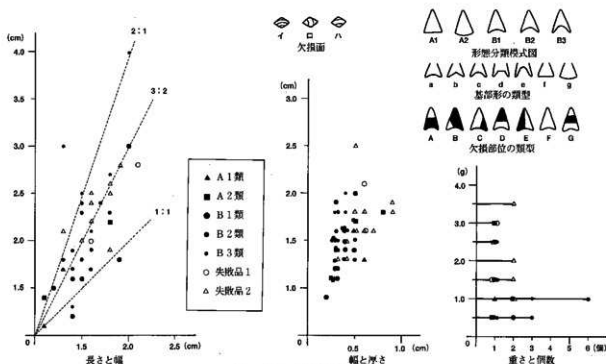 (cm)
4.0
3.0
2.0
1.0
2:1
3:2
1:1
1.5
2.0
2.5
(cm)
長さと幅
▲ A1類
■ A2類
● B1類
● B2類
● B3類
○ 失敗品1
△ 失敗品2
イ ロ ハ
欠損面
(cm)
3.0
2.5
2.0
1.5
1.0
0.5
1.0
(cm)
幅と厚さ
A1 A2 B1 B2 B3
形態分類模式図
a b c d e f g
基部形の類型
A B C D E F G
欠損部位の類型
(g)
4.0
3.0
2.0
1.0
0 1 2 3 4 5 6 (個)
重さと個数